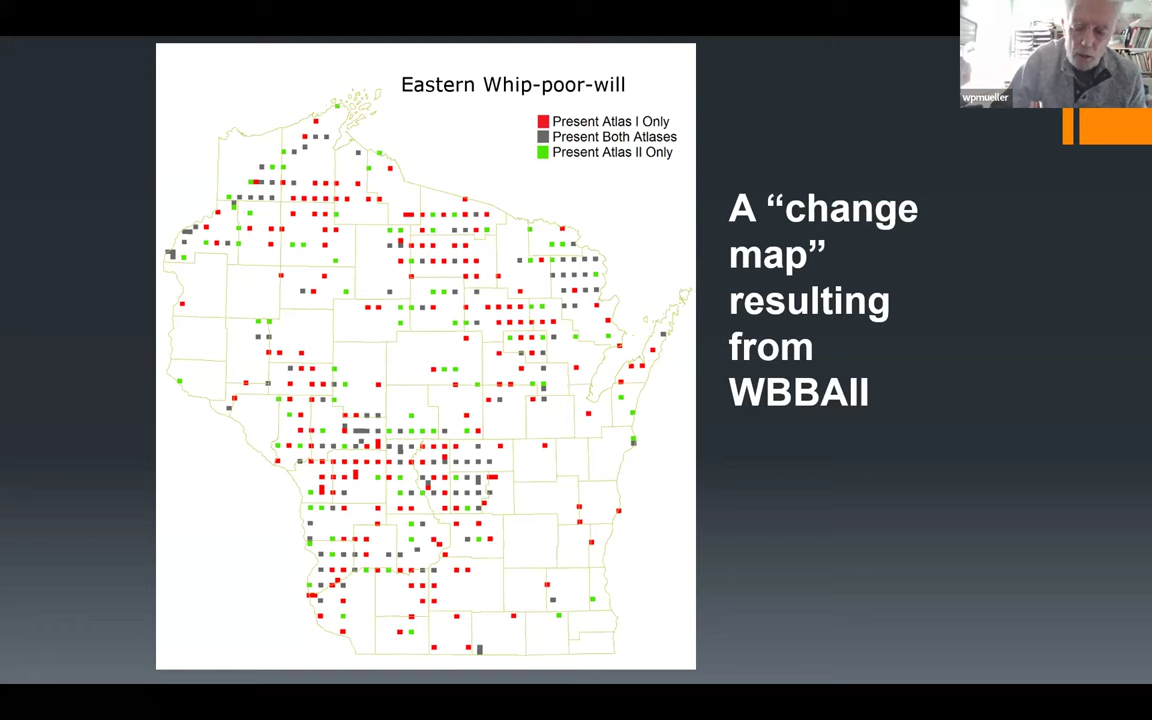 Eastern Whip-poor-will
Present Atlas I Only
Present Both Atlases
Present Atlas II Only
wpmueller
A “change
map”
resulting
from
WBBAII